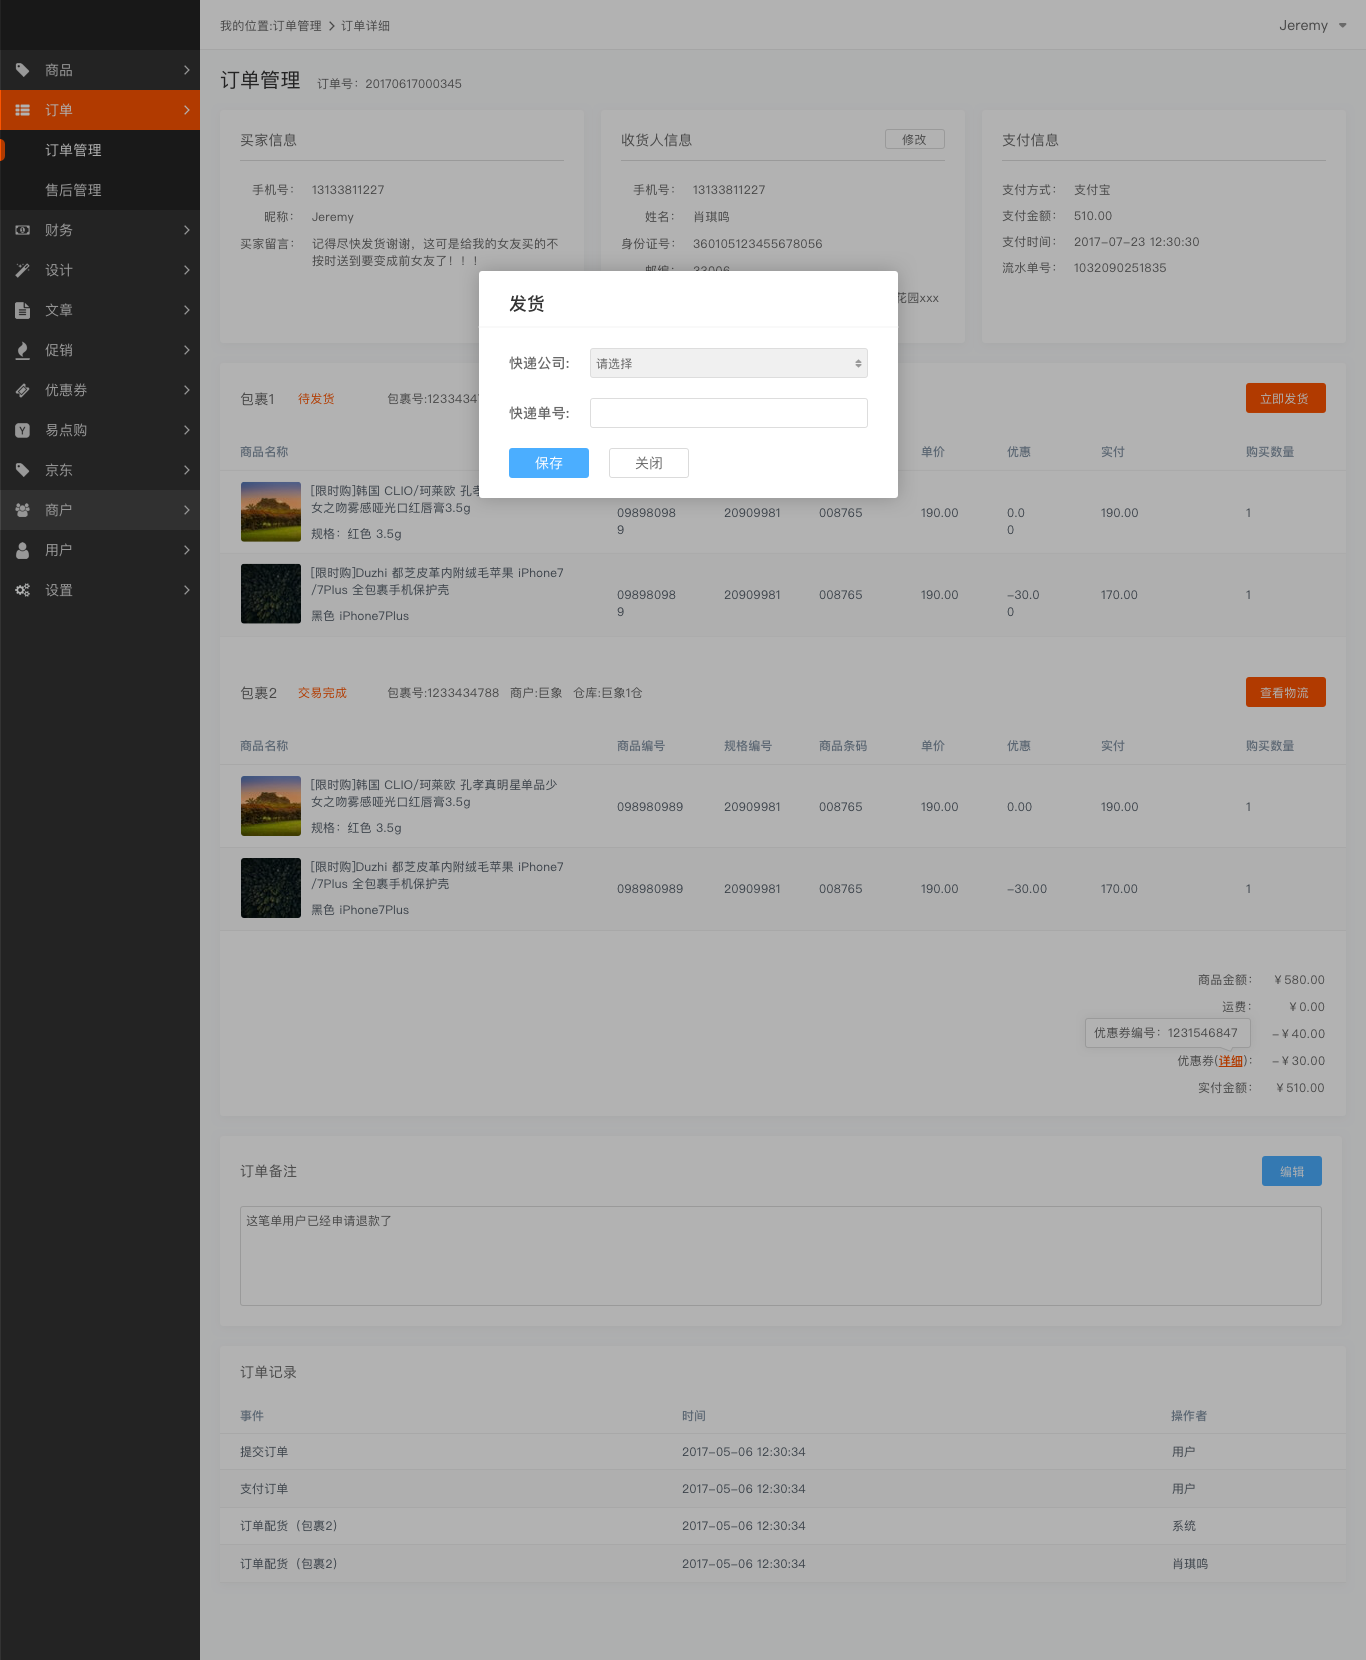 我的位置:订单管理 > 订单详细
Jeremy
商品
订单
订单管理
售后管理
财务
设计
文章
促销
优惠券
易点购
京东
商户
用户
设置
订单管理 订单号：20170617000345
买家信息
手机号： 13133811227
昵称： Jeremy
买家留言： 记得尽快发货谢谢，这可是给我的女友买的不
按时送到要变成前女友了！！！
收货人信息 修改
手机号： 13133811227
姓名： 肖琪鸣
身份证号： 360105123455678056
邮编： 33006
花园xxx
支付信息
支付方式： 支付宝
支付金额： 510.00
支付时间： 2017-07-23 12:30:30
流水单号： 1032090251835
发货
快递公司: 请选择
快递单号:
保存 关闭
包裹1 待发货 包裹号:1233434 立即发货
商品名称 单价 优惠 实付 购买数量
[限时购]韩国 CLIO/珂莱欧 孔孝
女之吻雾感哑光口红唇膏3.5g
规格：红色 3.5g
09898098
9
20909981 008765 190.00
0.0
0
190.00 1
[限时购]Duzhi 都芝皮革内附绒毛苹果 iPhone7
/7Plus 全包裹手机保护壳
黑色 iPhone7Plus
09898098
9
20909981 008765 190.00
-30.0
0
170.00 1
包裹2 交易完成 包裹号:1233434788 商户:巨象 仓库:巨象1仓 查看物流
商品名称 商品编号 规格编号 商品条码 单价 优惠 实付 购买数量
[限时购]韩国 CLIO/珂莱欧 孔孝真明星单品少
女之吻雾感哑光口红唇膏3.5g
规格：红色 3.5g
098980989 20909981 008765 190.00 0.00 190.00 1
[限时购]Duzhi 都芝皮革内附绒毛苹果 iPhone7
/7Plus 全包裹手机保护壳
黑色 iPhone7Plus
098980989 20909981 008765 190.00 -30.00 170.00 1
商品金额： ¥580.00
运费： ¥0.00
优惠券编号：1231546847 -¥40.00
优惠券(详细)： -¥30.00
实付金额： ¥510.00
订单备注 编辑
这笔单用户已经申请退款了
订单记录
事件 时间 操作者
提交订单 2017-05-06 12:30:34 用户
支付订单 2017-05-06 12:30:34 用户
订单配货（包裹2） 2017-05-06 12:30:34 系统
订单配货（包裹2） 2017-05-06 12:30:34 肖琪鸣